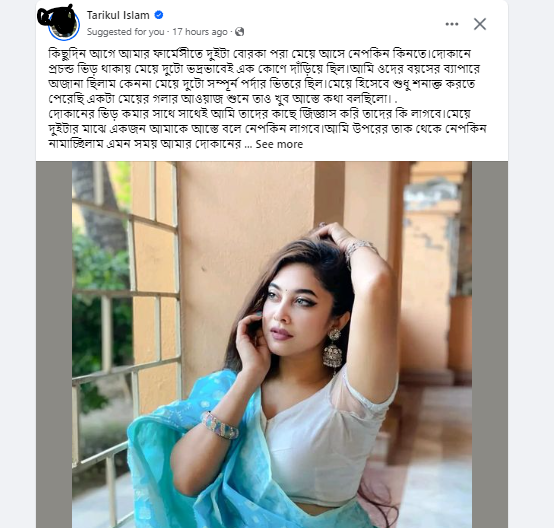 Tarikul Islam
Suggested for you · 17 hours ago ·
কিছুদিন আগে আমার ফার্মেসীতে দুইটা বোরকা পরা মেয়ে আসে নেপকিন কিনতে।দোকানে
প্রচন্ড ভিড় থাকায় মেয়ে দুটো ভদ্রভাবেই এক কোণে দাঁড়িয়ে ছিল।আমি ওদের বয়সের ব্যাপারে
অজানা ছিলাম কেননা মেয়ে দুটো সম্পূর্ন পর্দার ভিতরে ছিল।মেয়ে হিসেবে শুধু শনাক্ত করতে
পেরেছি একটা মেয়ের গলার আওয়াজ শুনে তাও খুব আস্তে কথা বলছিলো। .
দোকানের ভিড় কমার সাথে সাথেই আমি তাদের কাছে জিজ্ঞাস করি তাদের কি লাগবে।মেয়ে
দুইটার মাঝে একজন আমাকে আস্তে বলে নেপকিন লাগবে।আমি উপরের তাক থেকে নেপকিন
নামাচ্ছিলাম এমন সময় আমার দোকানের ... See more